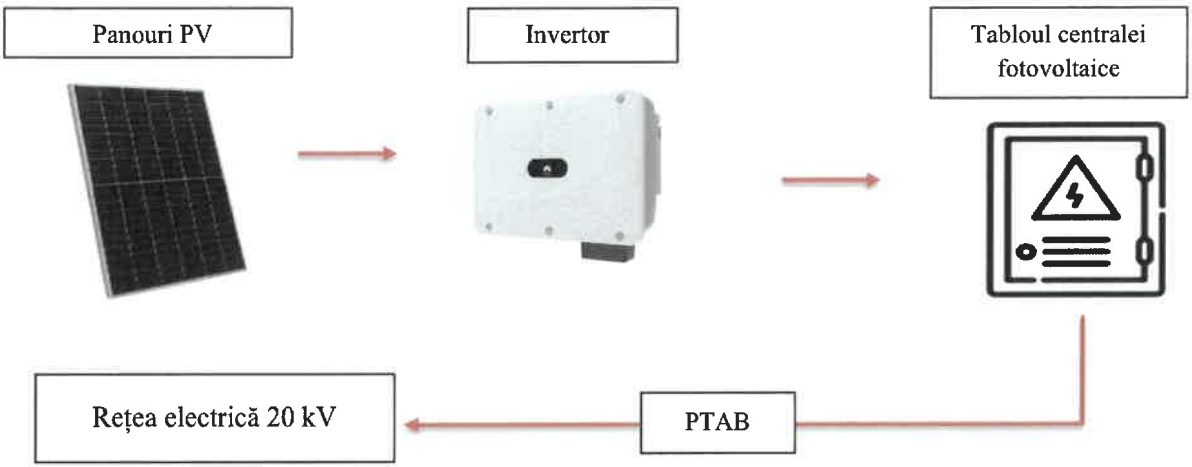 Panouri PV
Invertor
Tabloul centralei
fotovoltaice
Rețea electrică 20 kV
PTAB